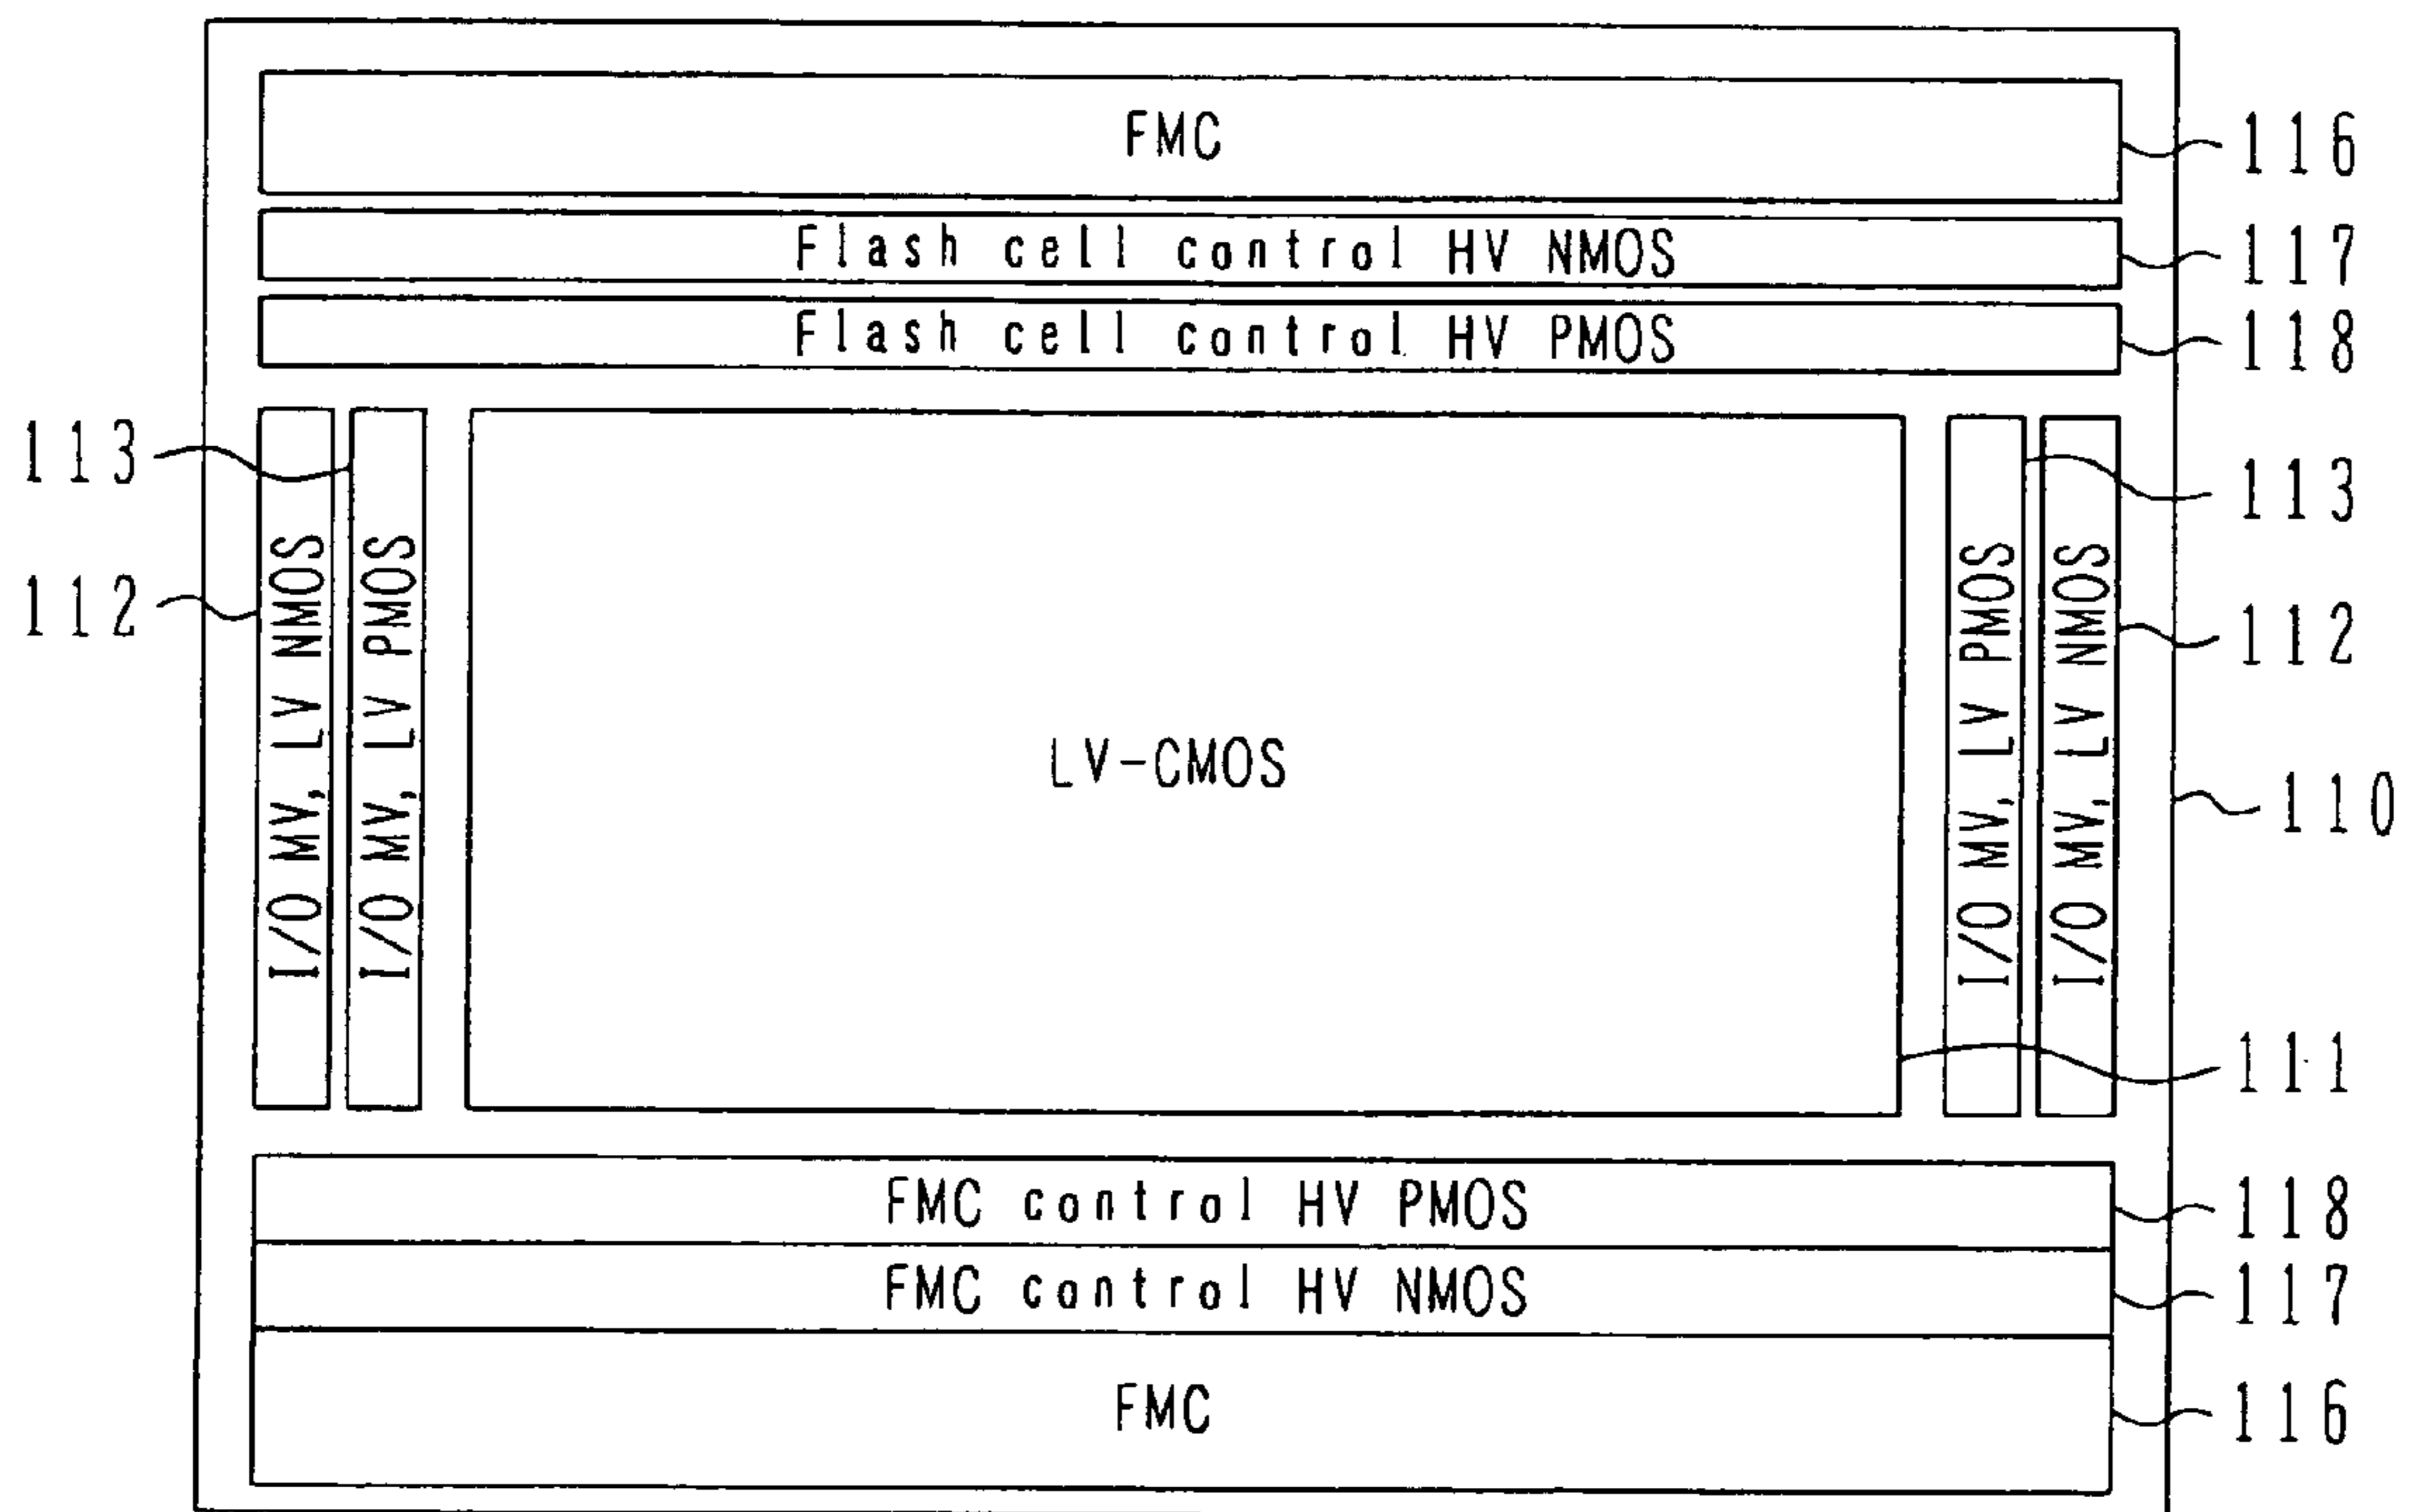 FMC
116
Flash cell control HV NMOS
117
Flash cell control HV PMOS
118
113
112
I/O MV, LV NMOS
I/O MV, LV PMOS
LV-CMOS
I/O MV, LV PMOS
I/O MV, LV NMOS
113
112
110
111
FMC control HV PMOS
118
FMC control HV NMOS
117
FMC
116